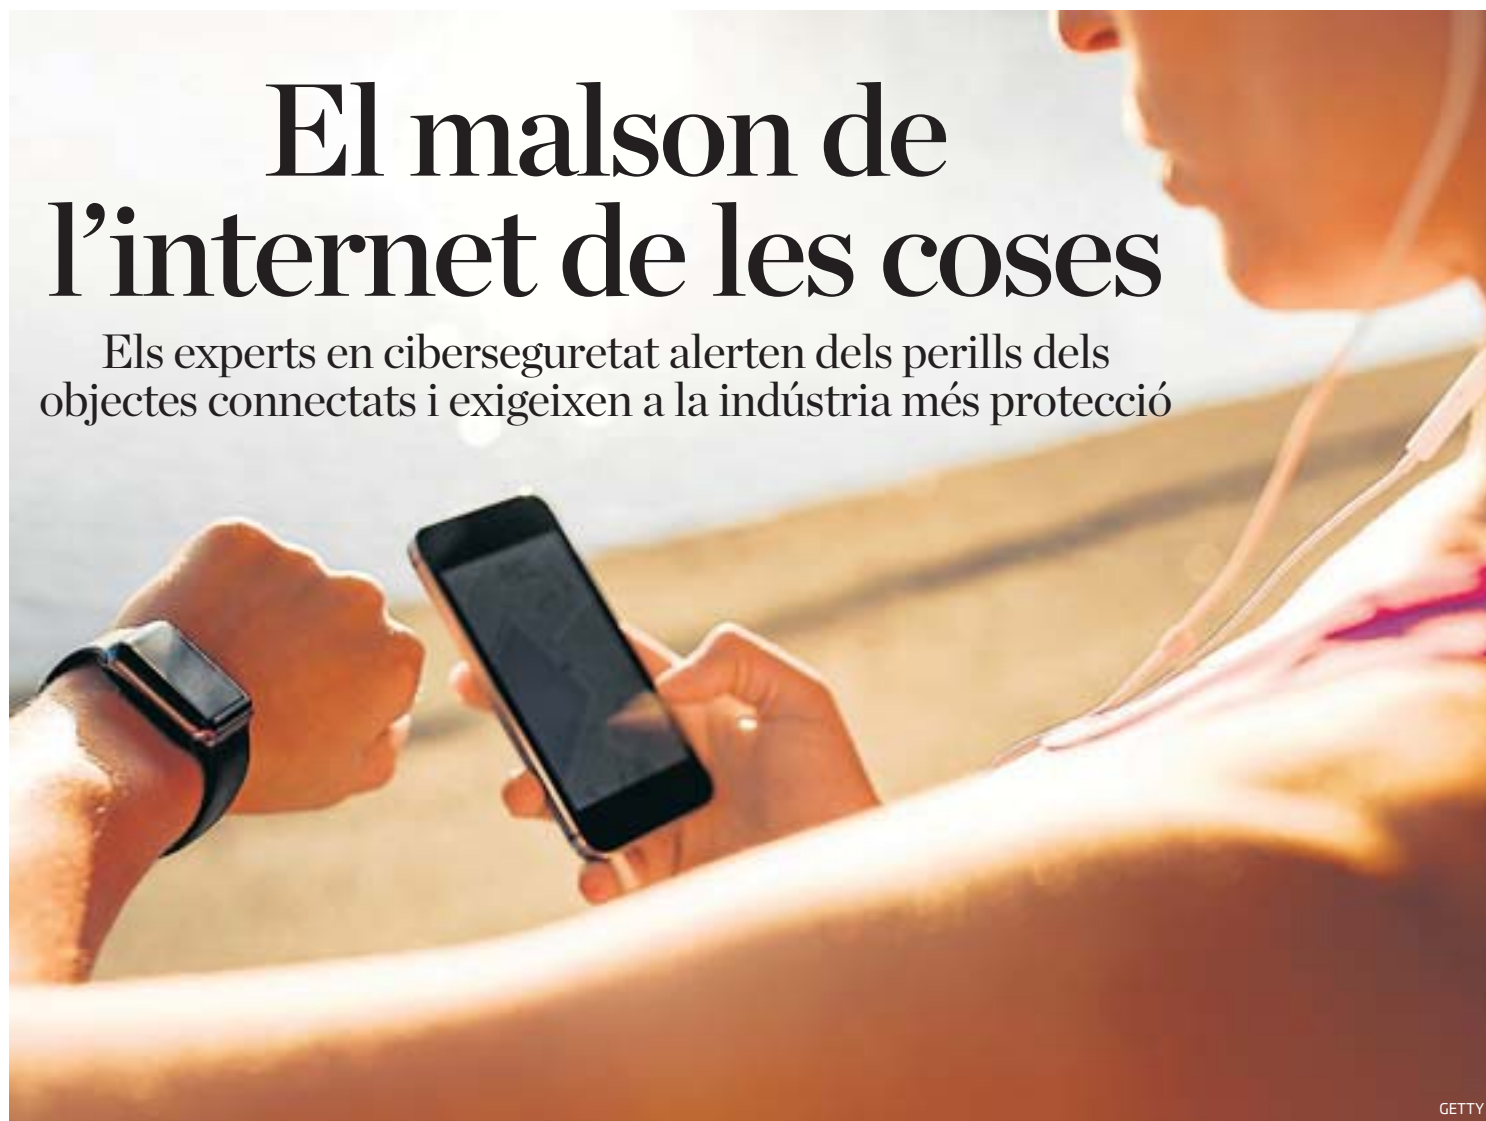 El malson de
l’internet de les coses
Els experts en ciberseguretat alerten dels perills dels
objectes connectats i exigeixen a la indústria més protecció
GETTY